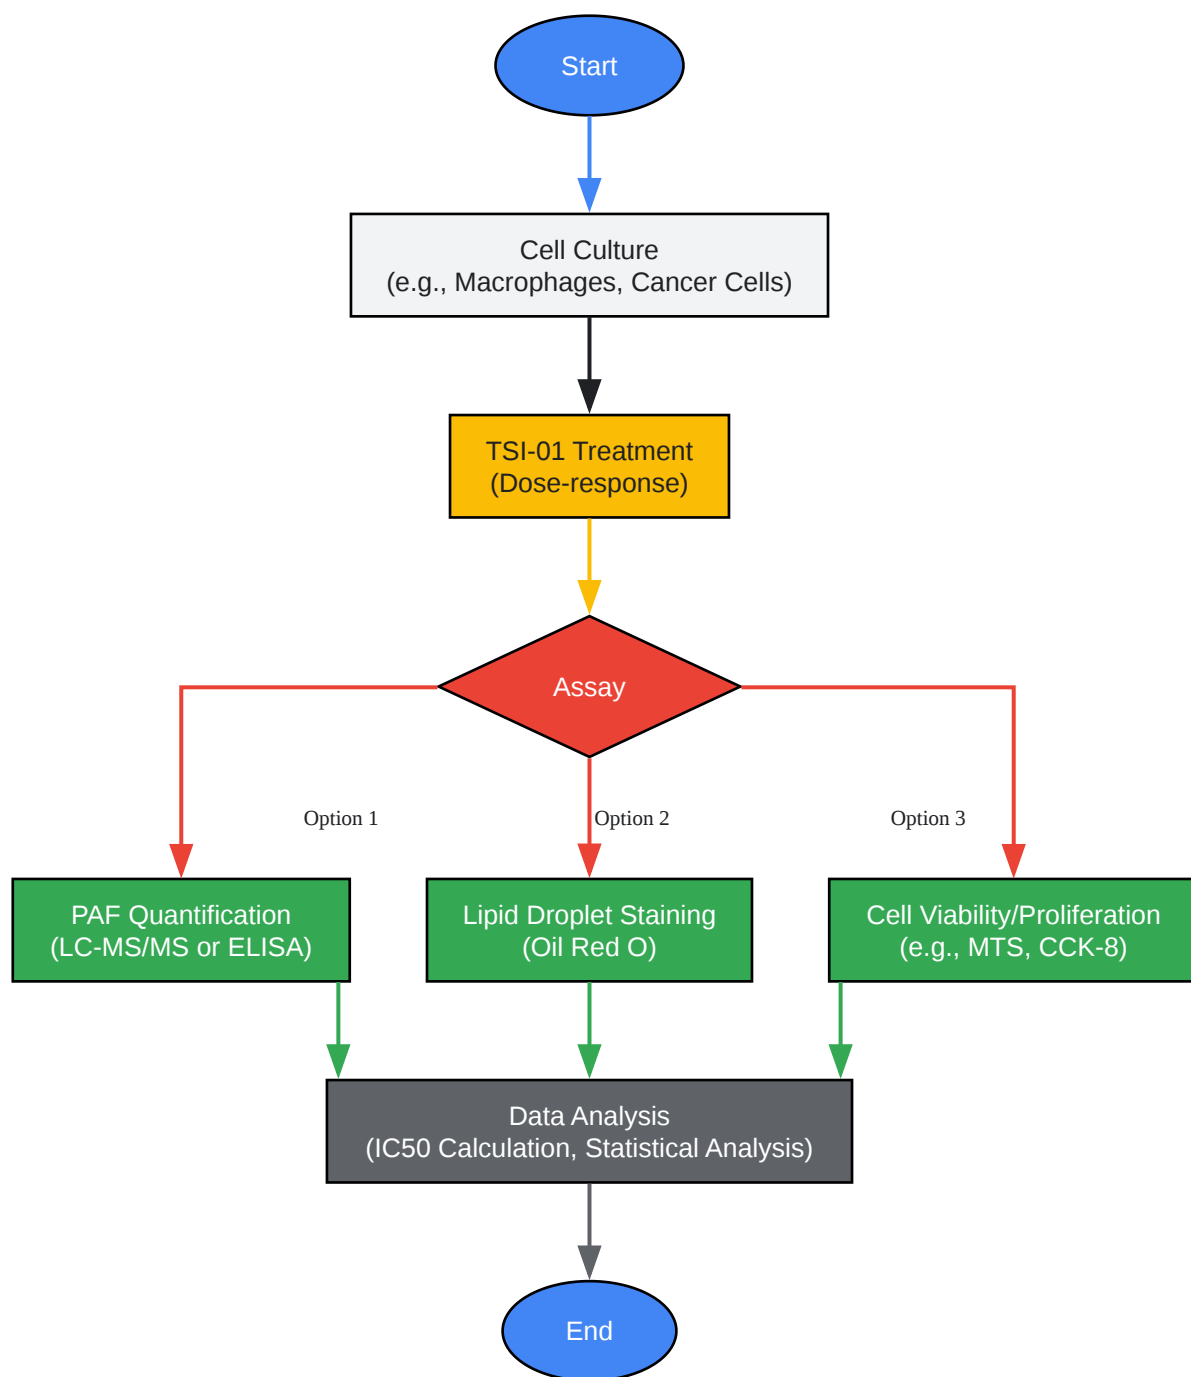 Start
Cell Culture
(e.g., Macrophages, Cancer Cells)
TSI-01 Treatment
(Dose-response)
Assay
Option 1
Option 2
Option 3
PAF Quantification
(LC-MS/MS or ELISA)
Lipid Droplet Staining
(Oil Red O)
Cell Viability/Proliferation
(e.g., MTS, CCK-8)
Data Analysis
(IC50 Calculation, Statistical Analysis)
End